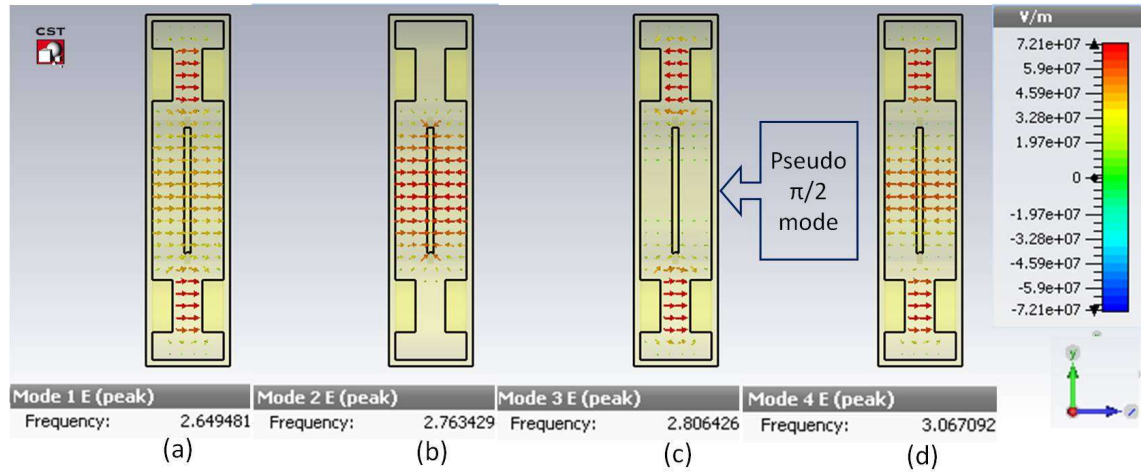 CST
Pseudo
π/2
mode
V/m
7.21e+07
5.9e+07
4.59e+07
3.28e+07
1.97e+07
0
-1.97e+07
-3.28e+07
-4.59e+07
-5.9e+07
-7.21e+07
y
Mode 1 E (peak)
Frequency: 2.649481
(a)
Mode 2 E (peak)
Frequency: 2.763429
(b)
Mode 3 E (peak)
Frequency: 2.806426
(c)
Mode 4 E (peak)
Frequency: 3.067092
(d)